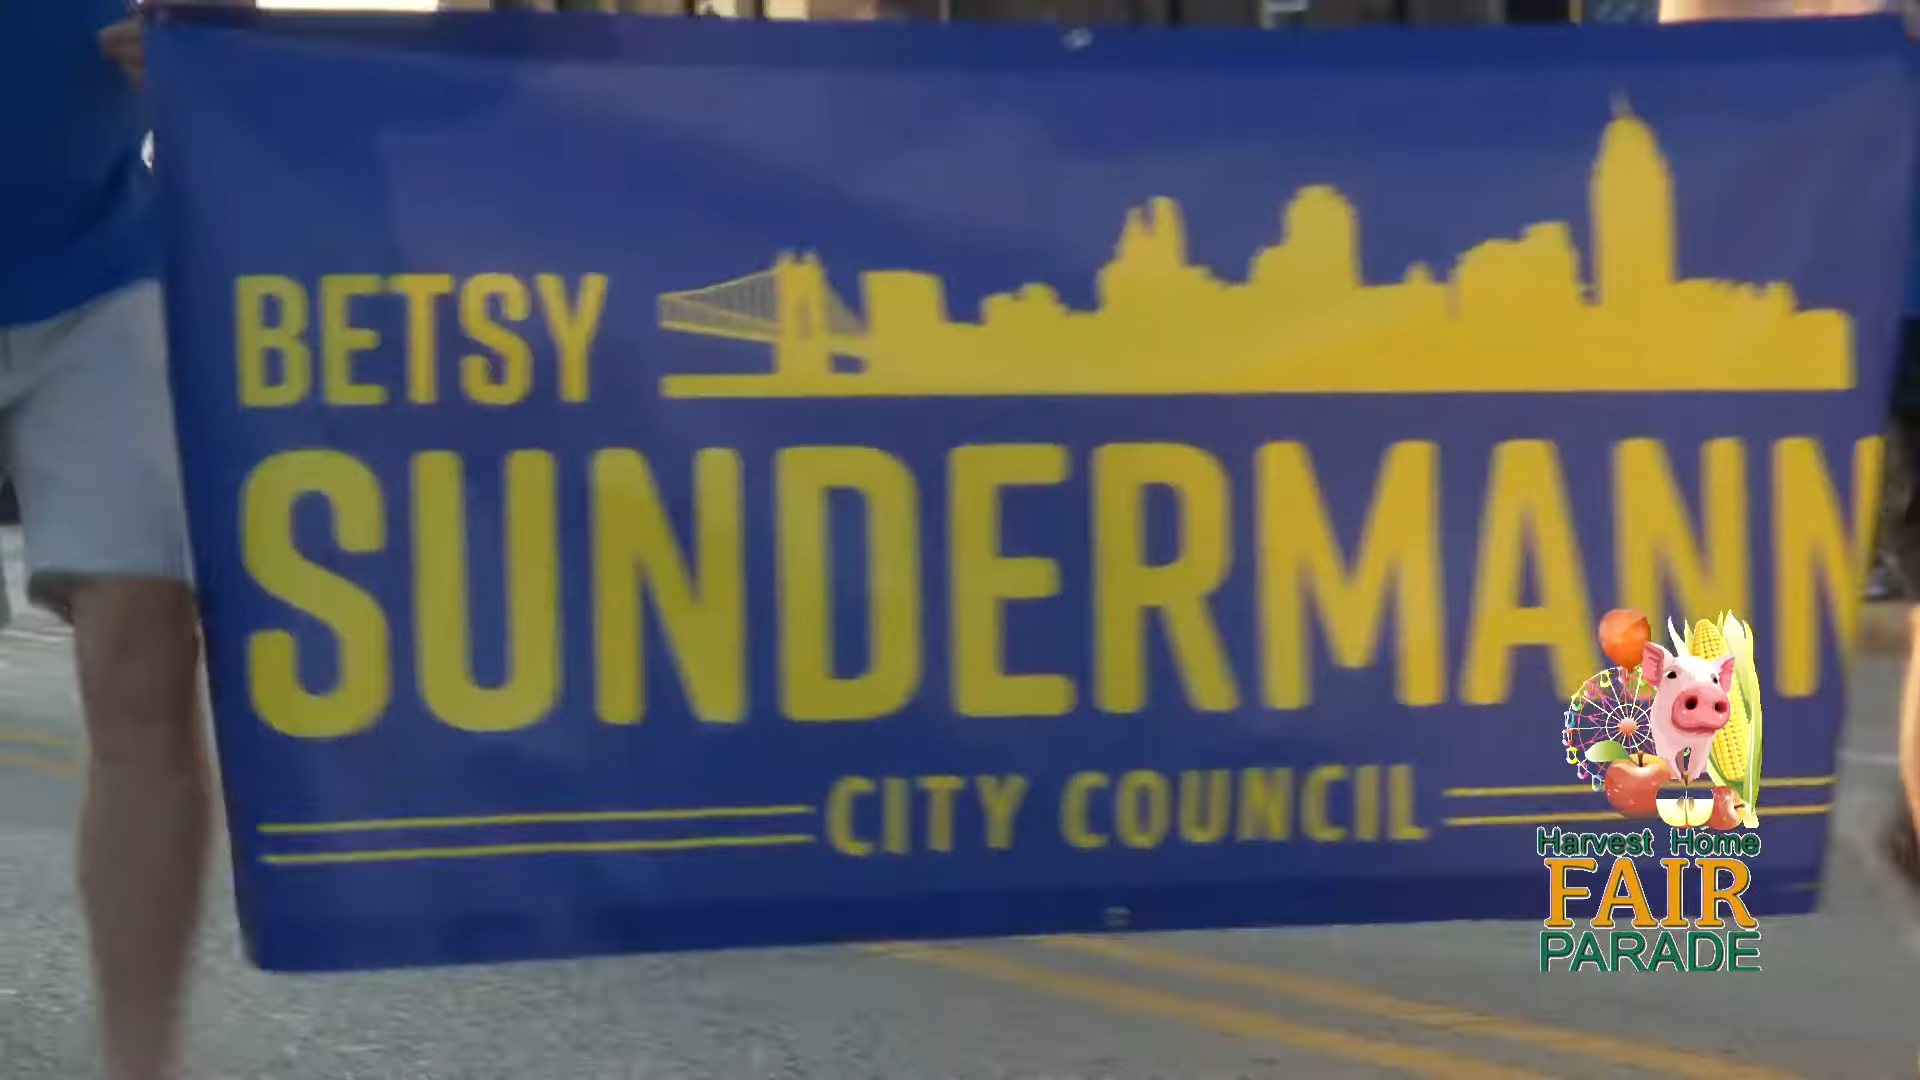 BETSY
SUNDERMANN
CITY COUNCIL
Harvest Home
FAIR
PARADE